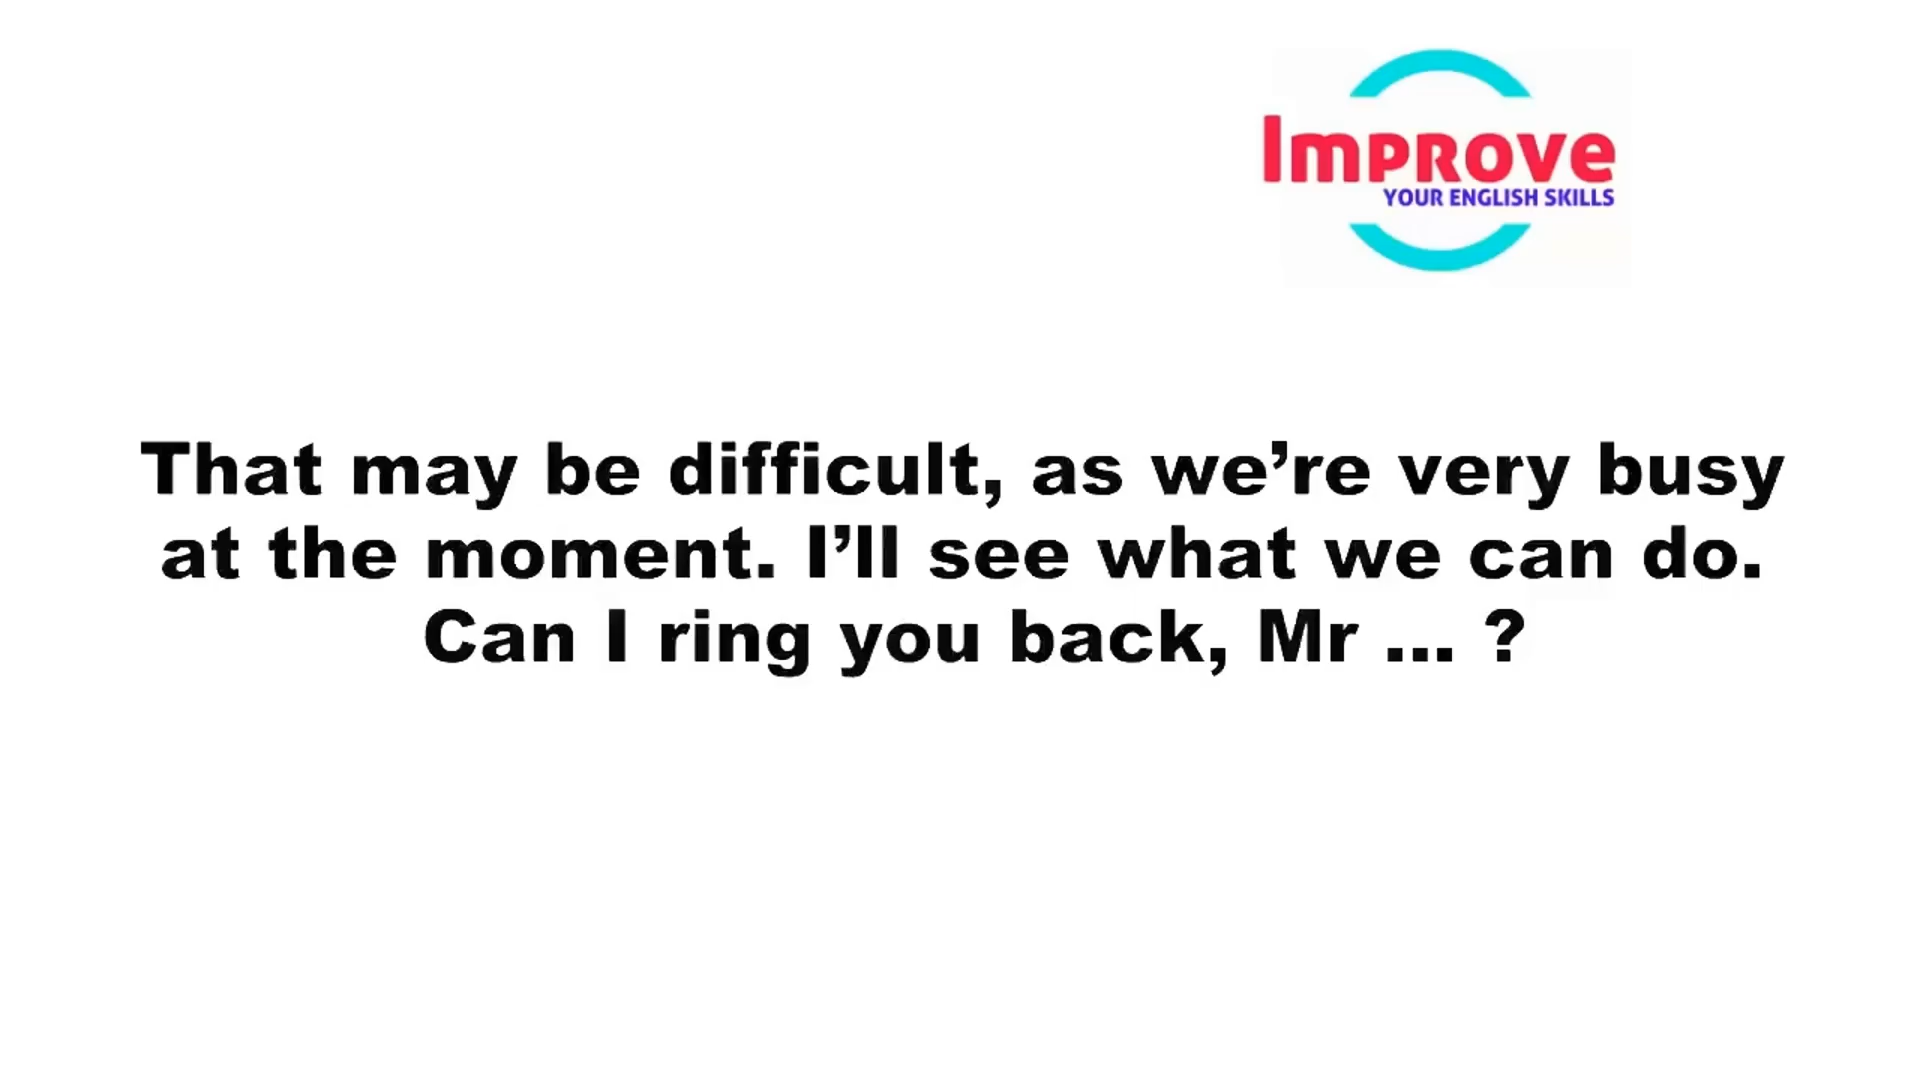 Improve
YOUR ENGLISH SKILLS
That may be difficult, as we’re very busy
at the moment. I’ll see what we can do.
Can I ring you back, Mr ... ?